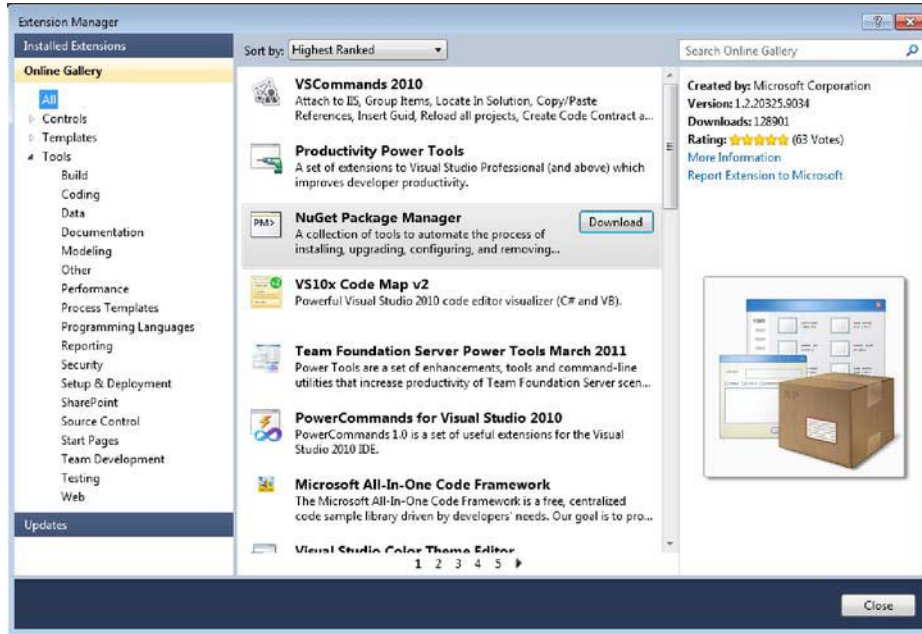 Extension Manager
Installed Extensions
Online Gallery
All
Controls
Templates
Tools
Build
Coding
Data
Documentation
Modeling
Other
Performance
Process Templates
Programming Languages
Reporting
Security
Setup & Deployment
SharePoint
Source Control
Start Pages
Team Development
Testing
Web
Updates
Sort by: Highest Ranked
VSCommands 2010
Attach to IIS, Group Items, Locate In Solution, Copy/Paste
References, Insert Guid, Reload all projects, Create Code Contract a...
Productivity Power Tools
A set of extensions to Visual Studio Professional (and above) which
improves developer productivity.
PM>
NuGet Package Manager
Download
A collection of tools to automate the process of
installing, upgrading, configuring, and removing...
VS10x Code Map v2
Powerful Visual Studio 2010 code editor visualizer (C# and VB).
Team Foundation Server Power Tools March 2011
Power Tools are a set of enhancements, tools and command-line
utilities that increase productivity of Team Foundation Server scen...
PowerCommands for Visual Studio 2010
PowerCommands 1.0 is a set of useful extensions for the Visual
Studio 2010 IDE.
Microsoft All-In-One Code Framework
The Microsoft All-In-One Code Framework is a free, centralized
code sample library driven by developers' needs. Our goal is to pro...
Visual Studio Color Theme Editor
1 2 3 4 5
Search Online Gallery
Created by: Microsoft Corporation
Version: 1.2.20325.9034
Downloads: 128901
Rating: (63 Votes)
More Information
Report Extension to Microsoft
Close